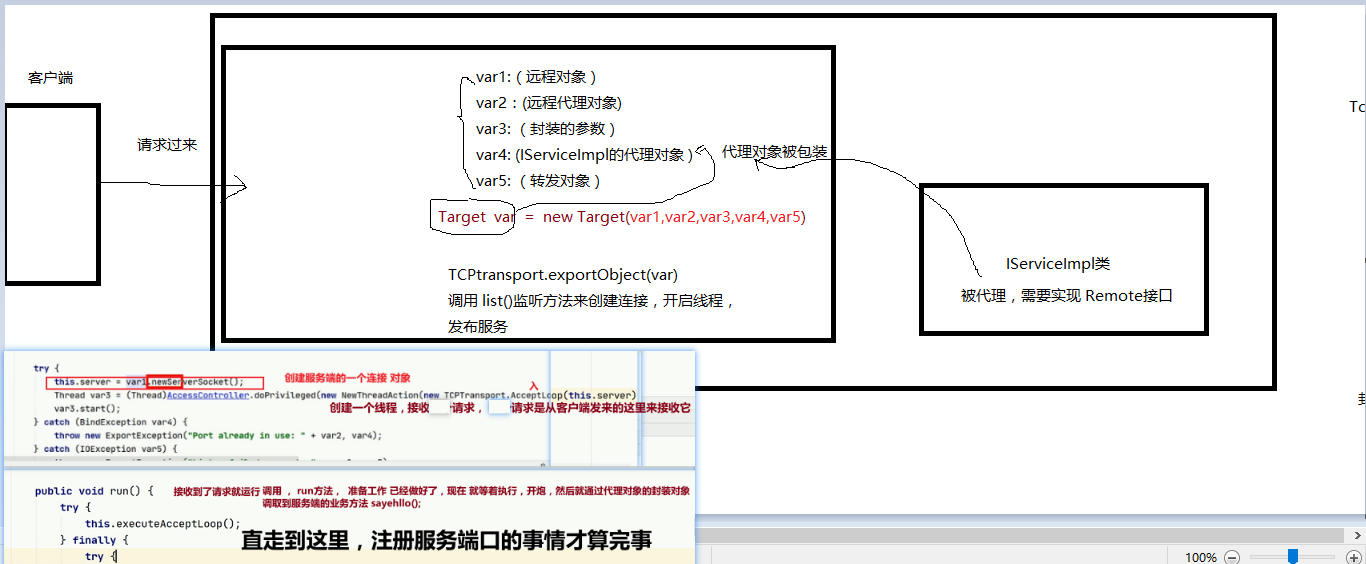 客户端
请求过来
var1:（远程对象）
var2：(远程代理对象)
var3:（封装的参数）
var4: (IServiceImpl的代理对象）
var5:（转发对象）
代理对象被包装
Target var = new Target(var1,var2,var3,var4,var5)
TCPtransport.exportObject(var)
调用 list()监听方法来创建连接，开启线程，
发布服务
IServiceImpl类
被代理，需要实现 Remote接口
Tc
封
try {
this.server = var1.newServerSocket();
创建服务端的一个连接 对象
入
Thread var3 = (Thread)AccessController.doPrivileged(new NewThreadAction(new TCPTransport.AcceptLoop(this.server)
var3.start();
创建一个线程，接收 请求， 请求是从客户端发来的这里来接收它
} catch (BindException var4) {
throw new ExportException("Port already in use: " + var2, var4);
} catch (IOException var5) {
public void run() {
接收到了请求就运行 调用 ，run方法， 准备工作 已经做好了，现在 就等着执行，开炮，然后就通过代理对象的封装对象
调取到服务端的业务方法 sayehllo();
try {
this.executeAcceptLoop();
} finally {
直走到这里，注册服务端口的事情才算完事
try {
100%